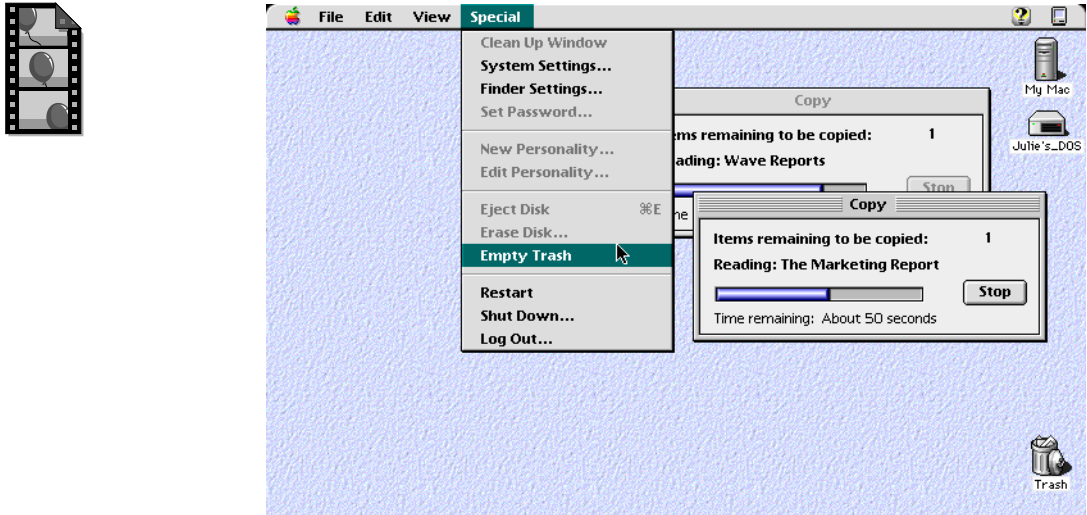 File Edit View Special
Clean Up Window
System Settings...
Finder Settings...
Set Password...
New Personality...
Edit Personality...
Eject Disk ⌘E
Erase Disk...
Empty Trash
Restart
Shut Down...
Log Out...
Copy
ems remaining to be copied: 1
ading: Wave Reports
Stop
ne
Copy
Items remaining to be copied: 1
Reading: The Marketing Report
Stop
Time remaining: About 50 seconds
My Mac
Julie's_DOS
Trash